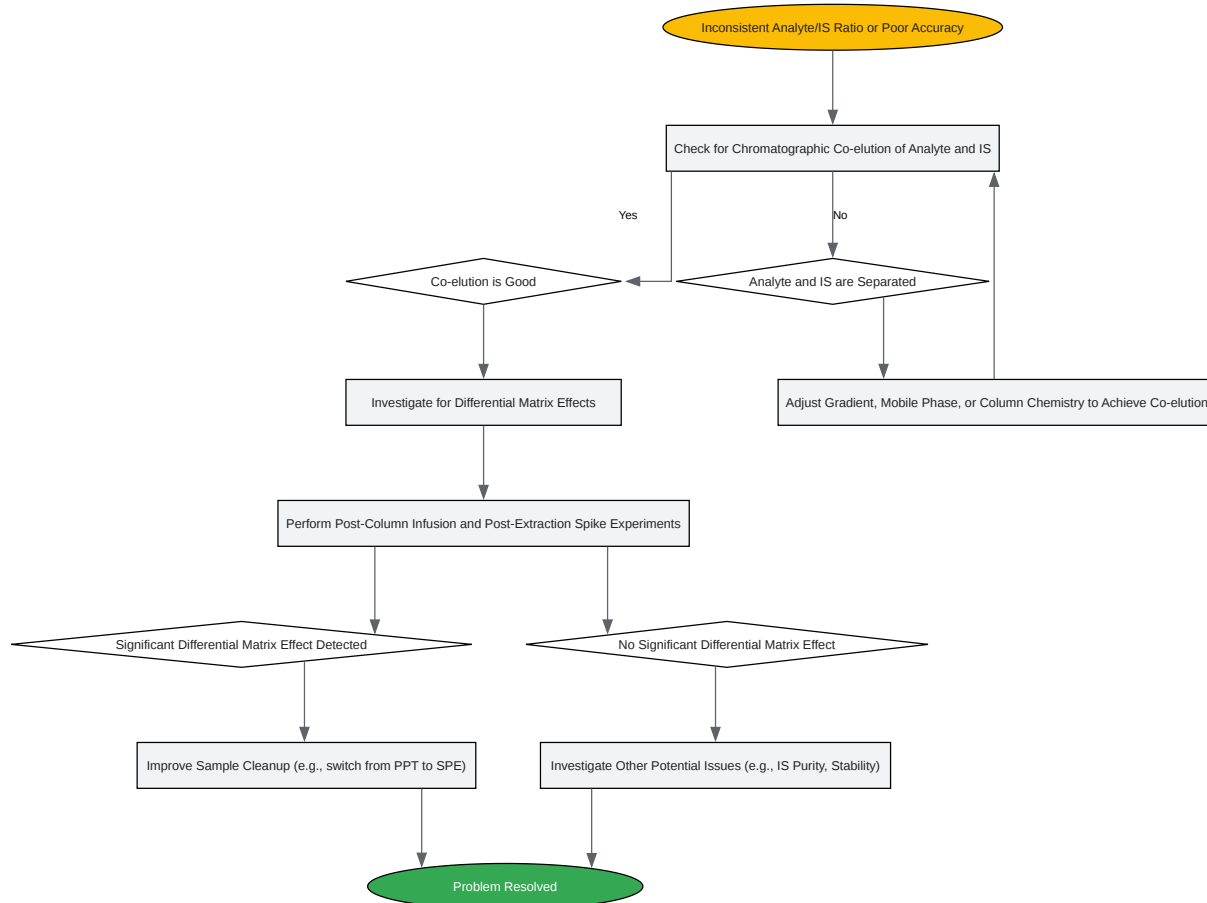 Inconsistent Analyte/IS Ratio or Poor Accuracy
Check for Chromatographic Co-elution of Analyte and IS
Yes
No
Co-elution is Good
Analyte and IS are Separated
Investigate for Differential Matrix Effects
Adjust Gradient, Mobile Phase, or Column Chemistry to Achieve Co-elution
Perform Post-Column Infusion and Post-Extraction Spike Experiments
Significant Differential Matrix Effect Detected
No Significant Differential Matrix Effect
Improve Sample Cleanup (e.g., switch from PPT to SPE)
Investigate Other Potential Issues (e.g., IS Purity, Stability)
Problem Resolved